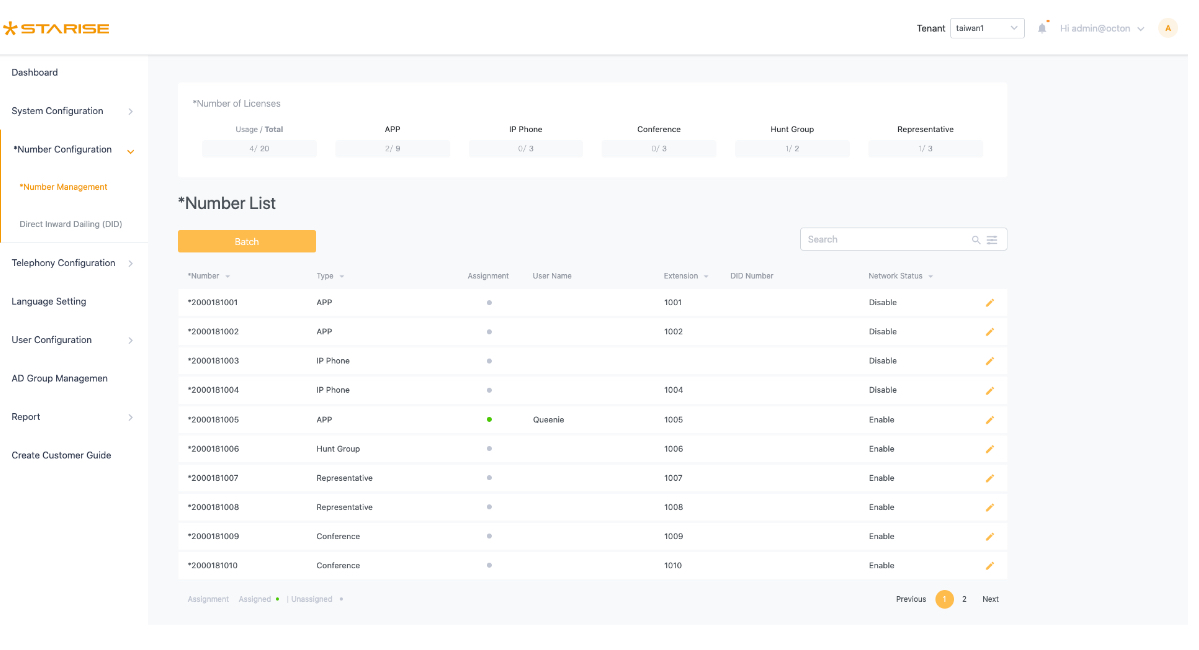 STARISE
Tenant taiwan1 Hi admin@octon A
Dashboard
System Configuration
*Number Configuration
*Number Management
Direct Inward Dailing (DID)
Telephony Configuration
Language Setting
User Configuration
AD Group Managemen
Report
Create Customer Guide
*Number of Licenses
Usage / Total APP IP Phone Conference Hunt Group Representative
4/ 20 2/ 9 0/ 3 0/ 3 1/ 2 1/ 3
*Number List
Batch
Search
*Number Type Assignment User Name Extension DID Number Network Status
*2000181001 APP 1001 Disable
*2000181002 APP 1002 Disable
*2000181003 IP Phone Disable
*2000181004 IP Phone 1004 Disable
*2000181005 APP Queenie 1005 Enable
*2000181006 Hunt Group 1006 Enable
*2000181007 Representative 1007 Enable
*2000181008 Representative 1008 Enable
*2000181009 Conference 1009 Enable
*2000181010 Conference 1010 Enable
Assignment Assigned | Unassigned
Previous 1 2 Next